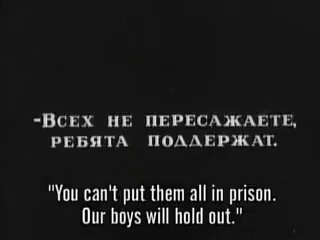 -Всех не пересажаете,
ребята поддержат.
"You can't put them all in prison.
Our boys will hold out."